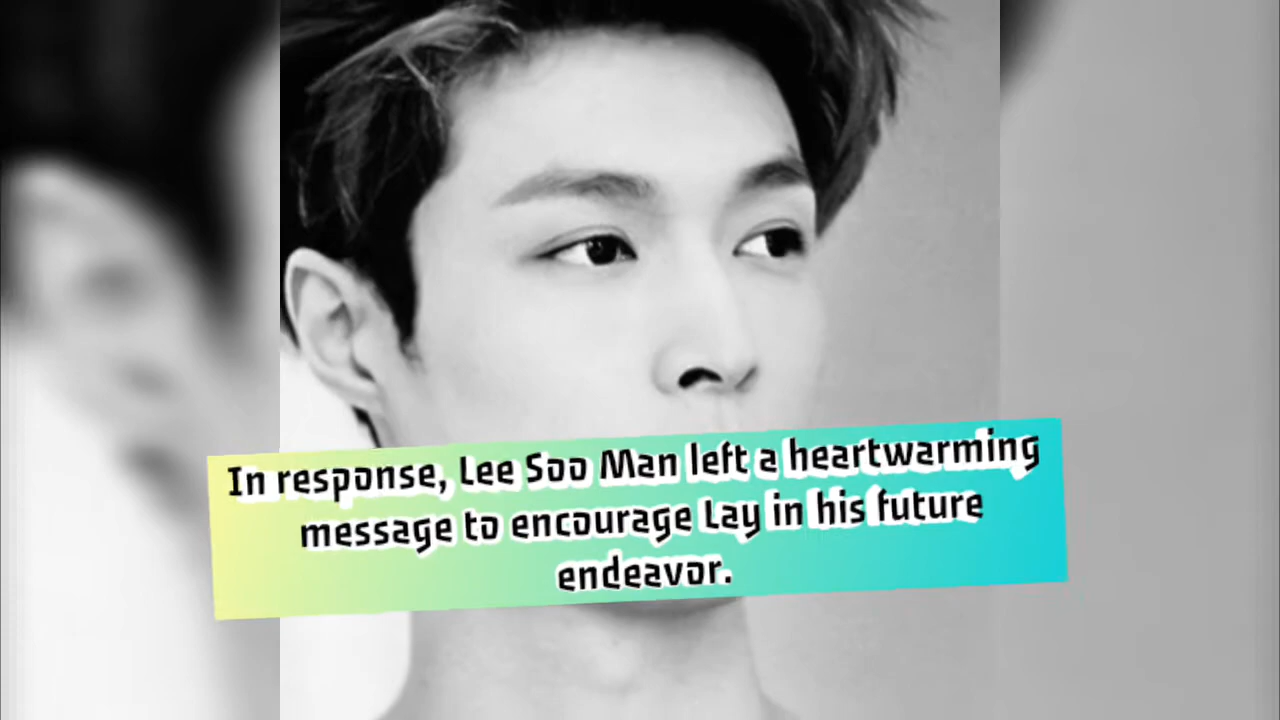 In response, Lee Soo Man left a heartwarming
message to encourage Lay in his future
endeavor.